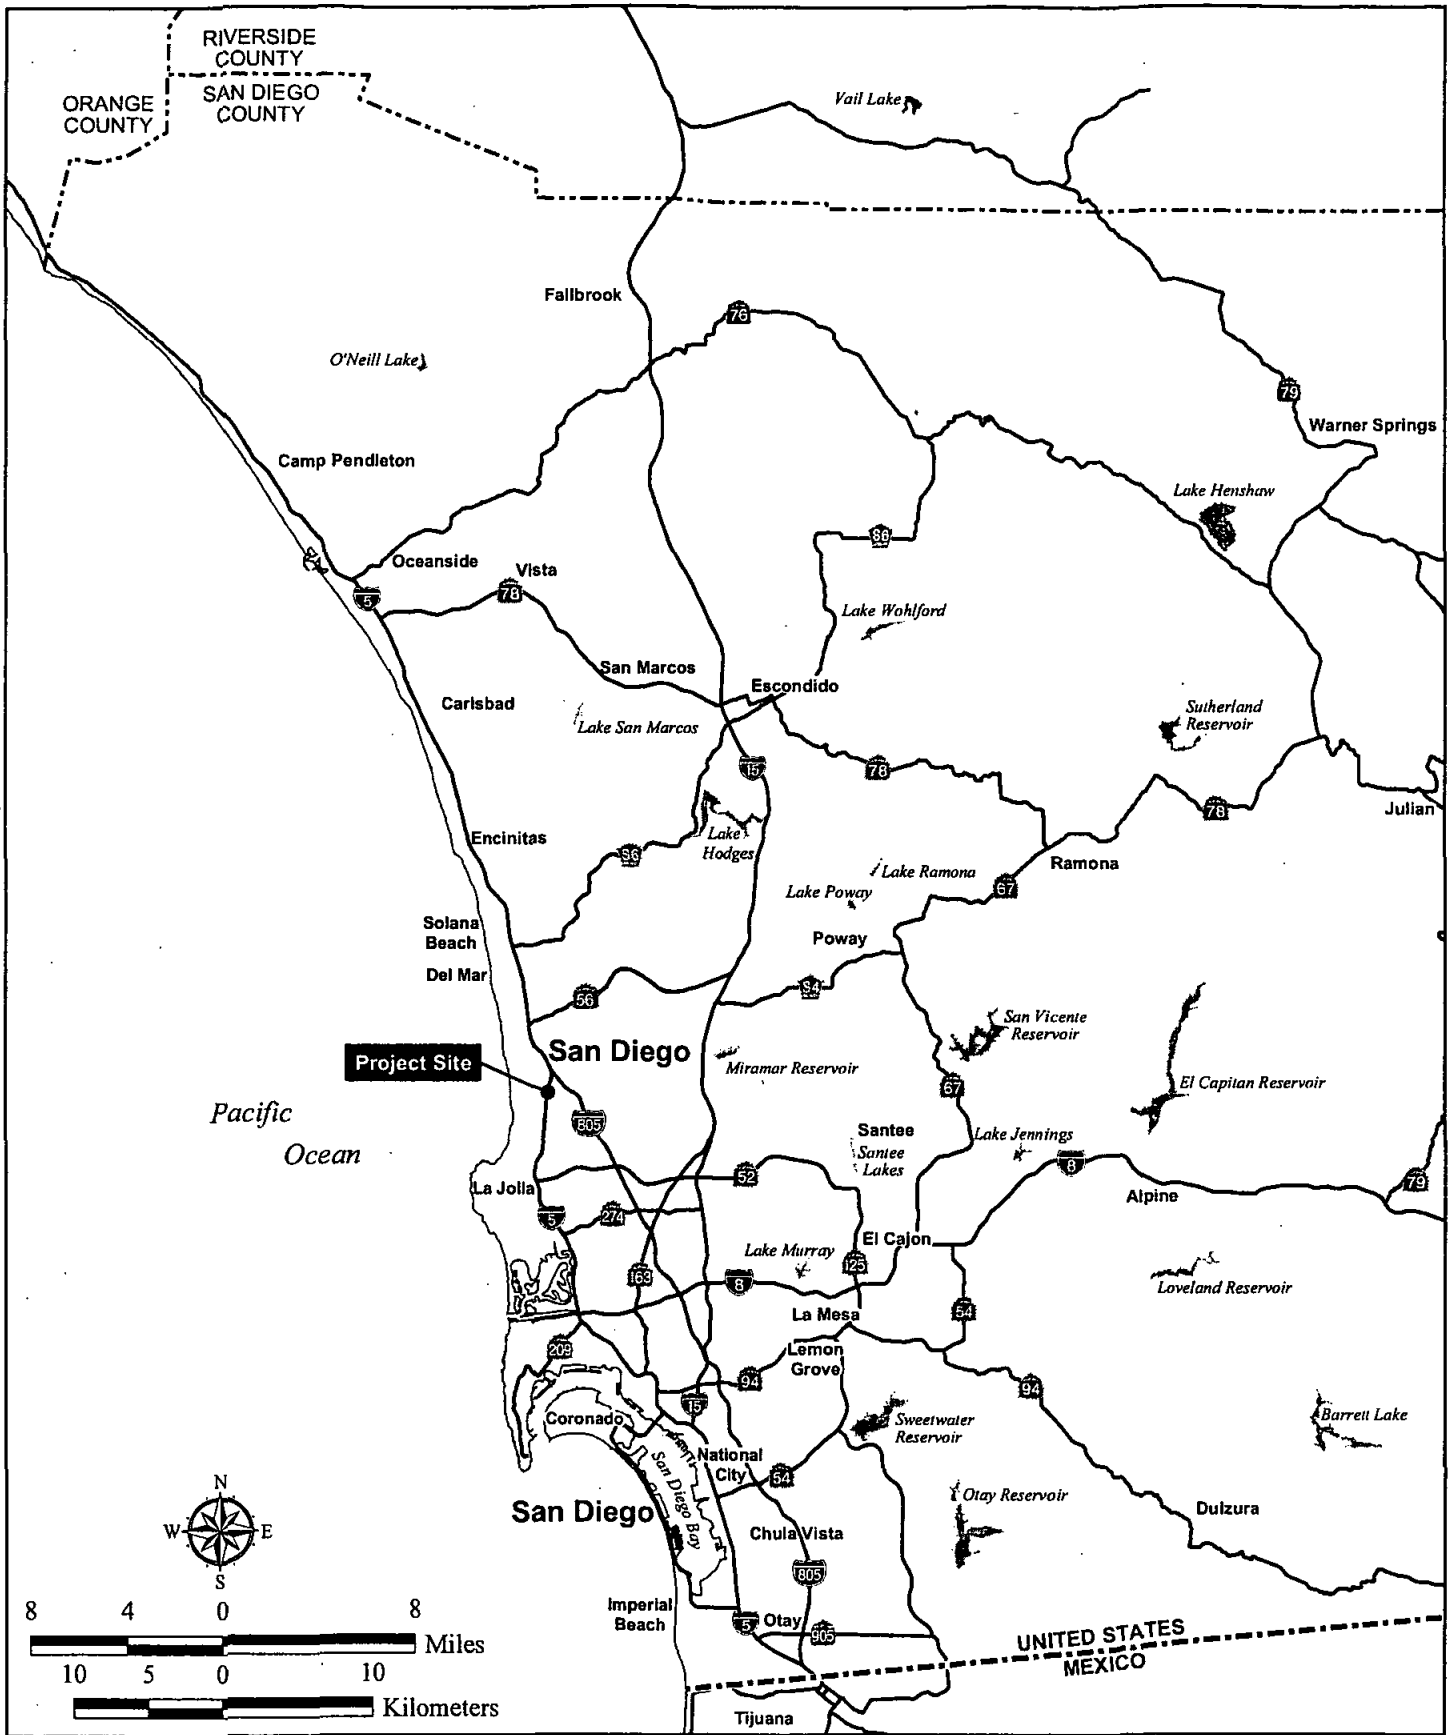 RIVERSIDE
COUNTY
ORANGE
COUNTY
SAN DIEGO
COUNTY
Vail Lake
Fallbrook
76
O'Neill Lake
79
Warner Springs
Camp Pendleton
Lake Henshaw
S6
Oceanside
Vista
5
78
Lake Wohlford
San Marcos
Escondido
Carlsbad
Lake San Marcos
Sutherland
Reservoir
15
78
78
Julian
Encinitas
Lake
Hodges
S6
Lake Ramona
Ramona
67
Lake Poway
Solana
Beach
Poway
Del Mar
56
S4
San Vicente
Reservoir
San Diego
Project Site
Miramar Reservoir
67
El Capitan Reservoir
Pacific
Ocean
805
Santee
Santee
Lakes
Lake Jennings
8
La Jolla
52
Alpine
79
5
274
El Cajon
Lake Murray
125
163
8
Loveland Reservoir
La Mesa
54
209
Lemon
Grove
94
94
15
Coronado
Sweetwater
Reservoir
Barrett Lake
National
City
54
San Diego Bay
Otay Reservoir
San Diego
Dulzura
Chula Vista
805
N
W
E
S
Imperial
Beach
5
Otay
905
8 4 0 8
Miles
10 5 0 10
Kilometers
UNITED STATES
MEXICO
Tijuana